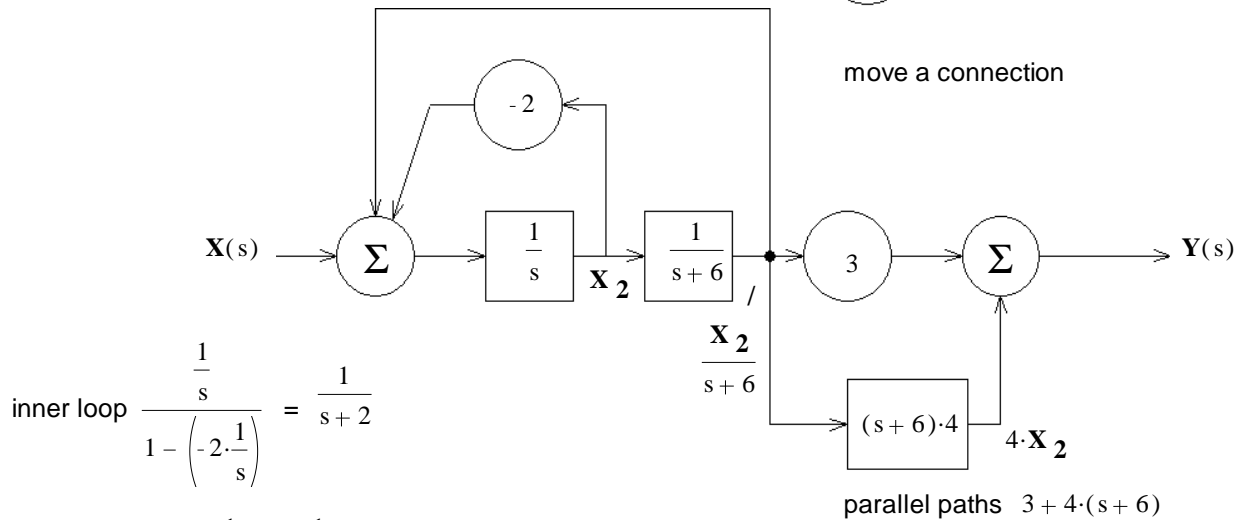 move a connection
-2
X(s)
Σ
1
s
X 2
1
s + 6
3
Σ
Y(s)
/
X 2
s + 6
(s + 6)·4
4·X 2
inner loop 1/s / (1 − (-2·1/s)) = 1/(s + 2)
parallel paths 3 + 4·(s + 6)